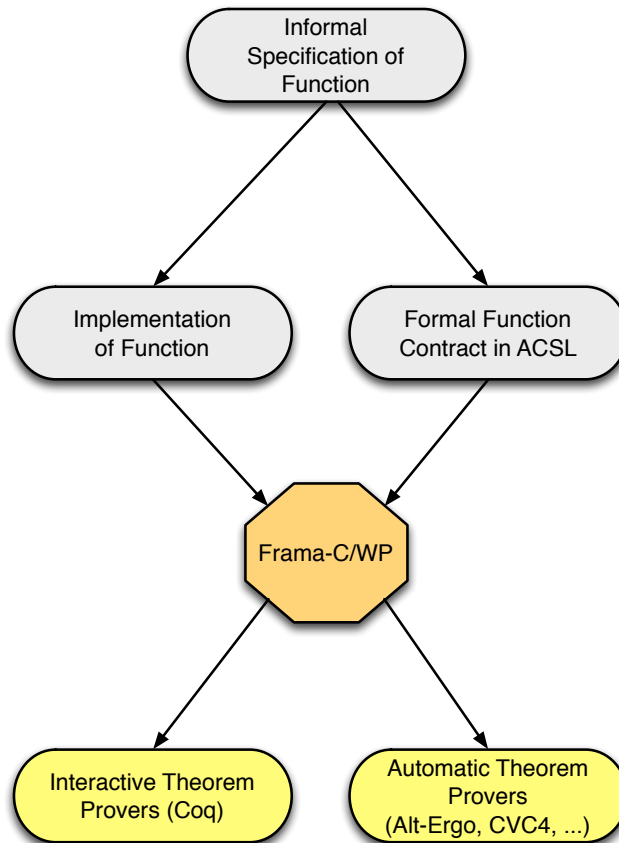 Informal
Specification of
Function
Implementation
of Function
Formal Function
Contract in ACSL
Frama-C/WP
Interactive Theorem
Provers (Coq)
Automatic Theorem
Provers
(Alt-Ergo, CVC4, ...)